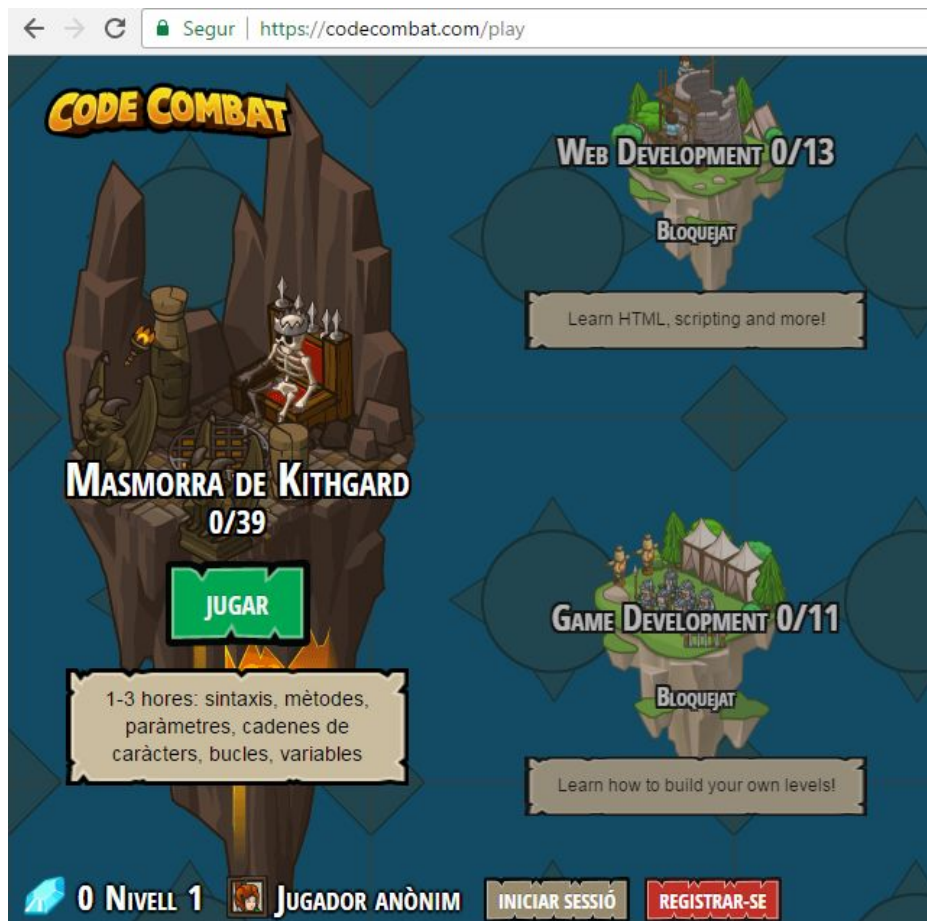 Segur | https://codecombat.com/play
CODE COMBAT
WEB DEVELOPMENT 0/13
BLOQUEJAT
Learn HTML, scripting and more!
MASMORRA DE KITHGARD
0/39
JUGAR
1-3 hores: sintaxis, mètodes,
paràmetres, cadenes de
caràcters, bucles, variables
GAME DEVELOPMENT 0/11
BLOQUEJAT
Learn how to build your own levels!
0 NIVELL 1 JUGADOR ANÒNIM INICIAR SESSIÓ REGISTRAR-SE